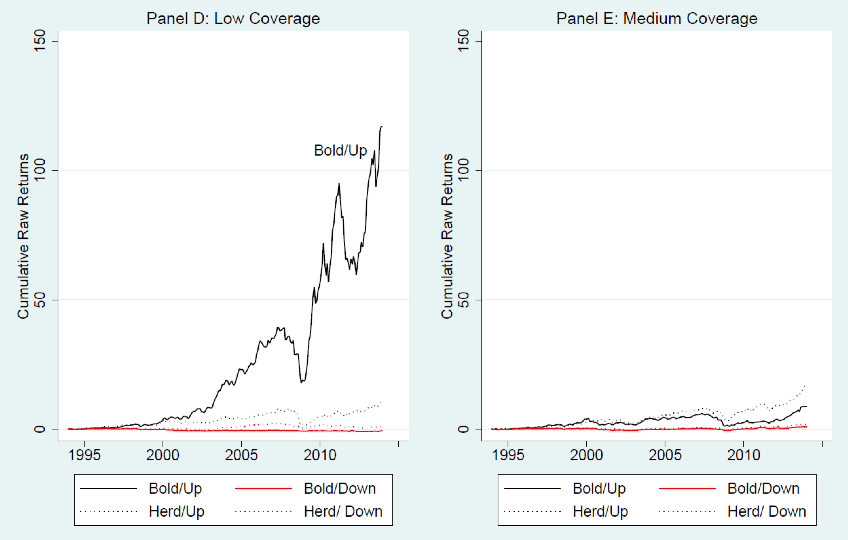 Panel D: Low Coverage
150
100
50
0
Cumulative Raw Returns
Bold/Up
1995 2000 2005 2010
Bold/Up Bold/Down
Herd/Up Herd/ Down
Panel E: Medium Coverage
150
100
50
0
Cumulative Raw Returns
1995 2000 2005 2010
Bold/Up Bold/Down
Herd/Up Herd/ Down